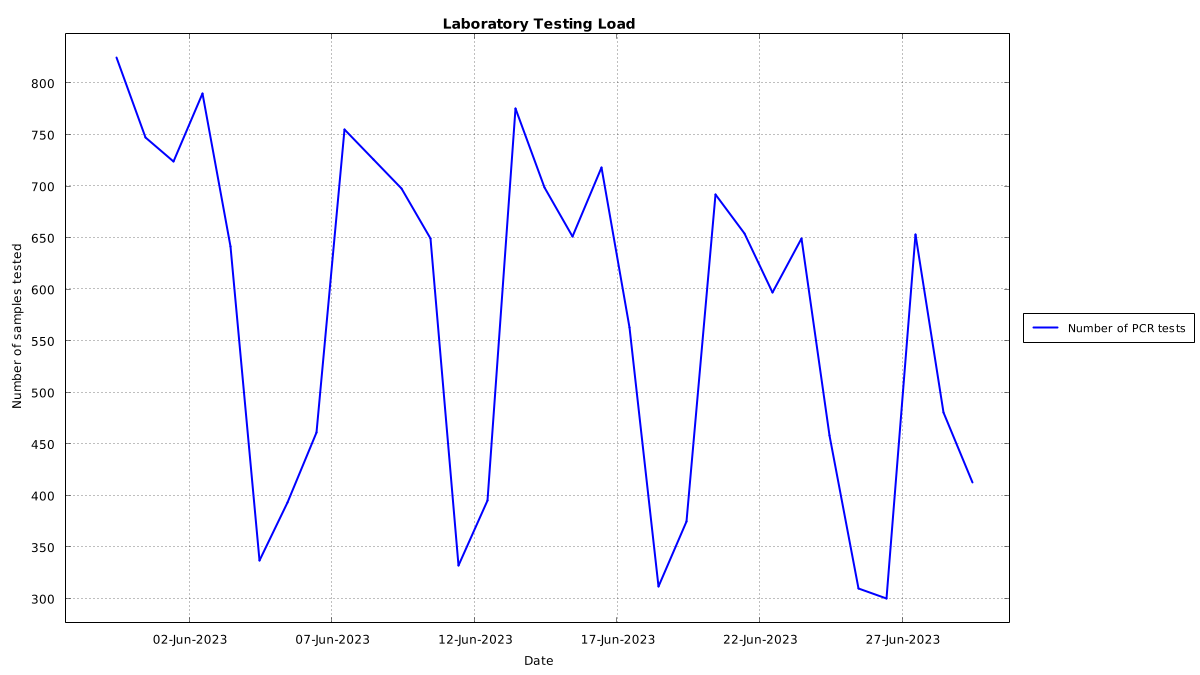 Laboratory Testing Load
Number of samples tested
800
750
700
650
600
550
500
450
400
350
300
02-Jun-2023
07-Jun-2023
12-Jun-2023
17-Jun-2023
22-Jun-2023
27-Jun-2023
Date
Number of PCR tests